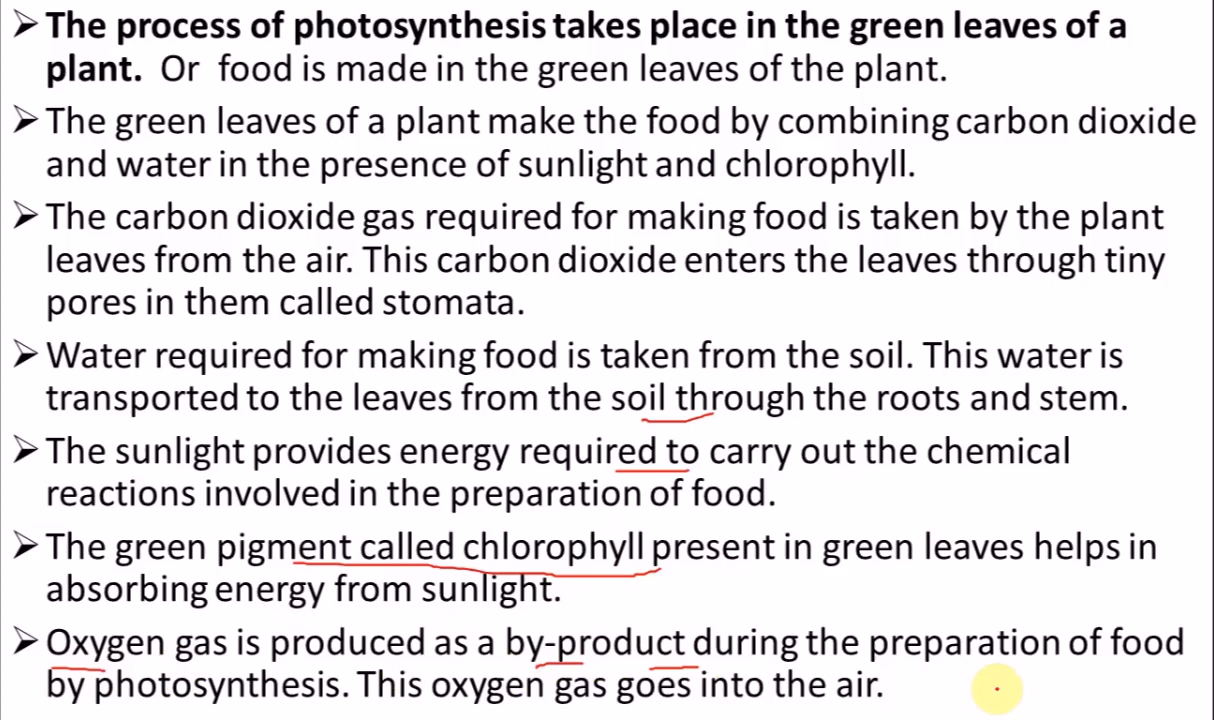 ➢ The process of photosynthesis takes place in the green leaves of a
plant. Or food is made in the green leaves of the plant.
➢ The green leaves of a plant make the food by combining carbon dioxide
and water in the presence of sunlight and chlorophyll.
➢ The carbon dioxide gas required for making food is taken by the plant
leaves from the air. This carbon dioxide enters the leaves through tiny
pores in them called stomata.
➢ Water required for making food is taken from the soil. This water is
transported to the leaves from the soil through the roots and stem.
➢ The sunlight provides energy required to carry out the chemical
reactions involved in the preparation of food.
➢ The green pigment called chlorophyll present in green leaves helps in
absorbing energy from sunlight.
➢ Oxygen gas is produced as a by-product during the preparation of food
by photosynthesis. This oxygen gas goes into the air.